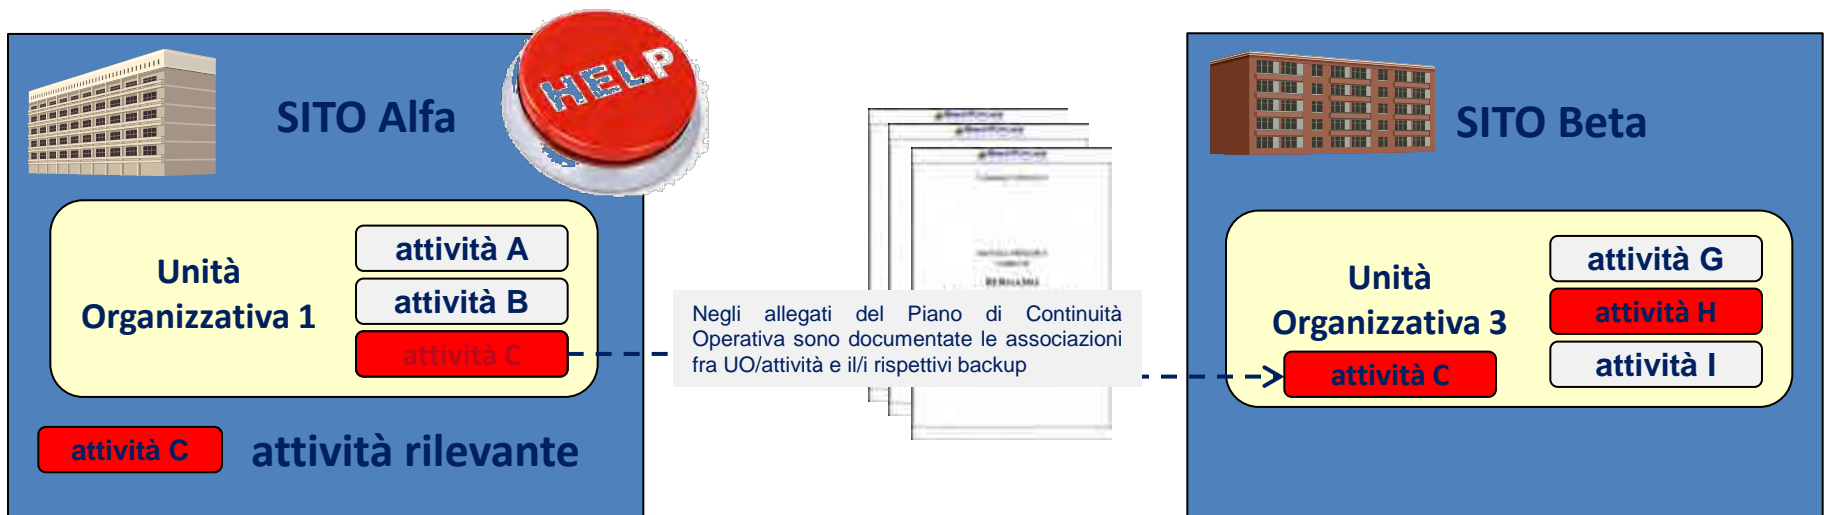 SITO Alfa
HELP
Unità
Organizzativa 1
attività A
attività B
attività C
attività C
attività rilevante
Negli allegati del Piano di Continuità
Operativa sono documentate le associazioni
fra UO/attività e il/i rispettivi backup
SITO Beta
Unità
Organizzativa 3
attività C
attività G
attività H
attività I